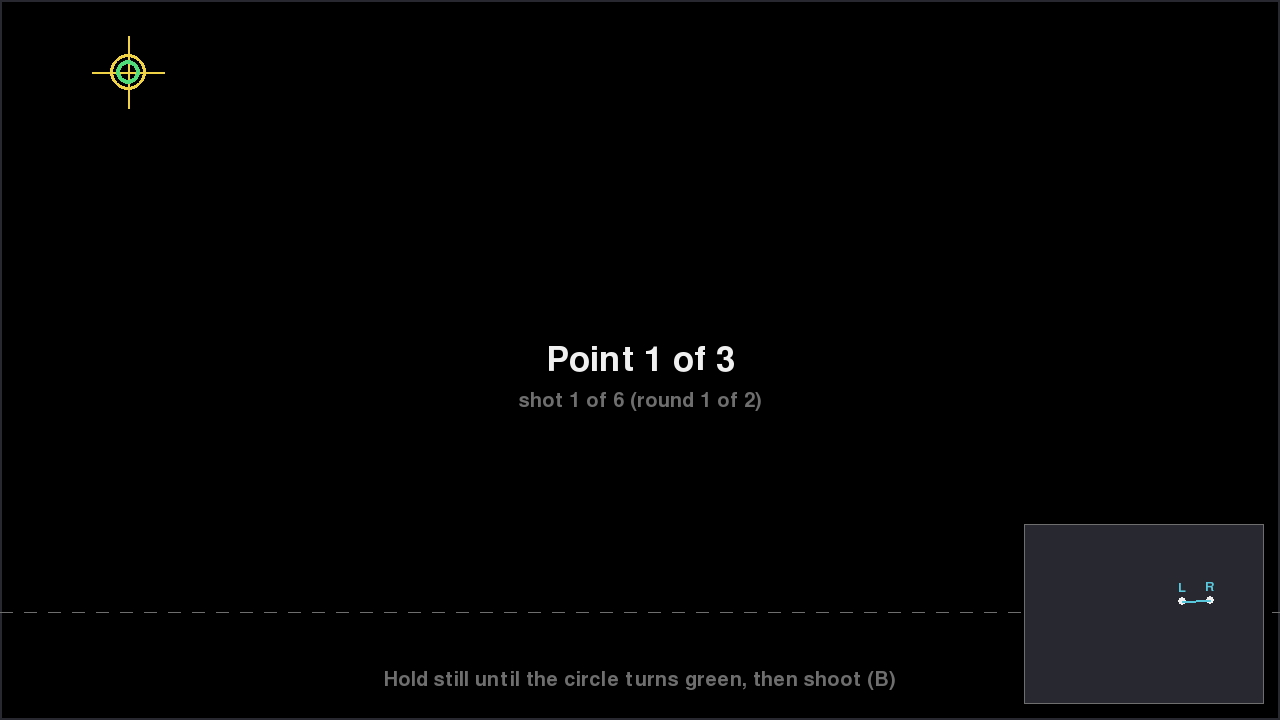 Point 1 of 3
shot 1 of 6 (round 1 of 2)
L R
Hold still until the circle turns green, then shoot (B)